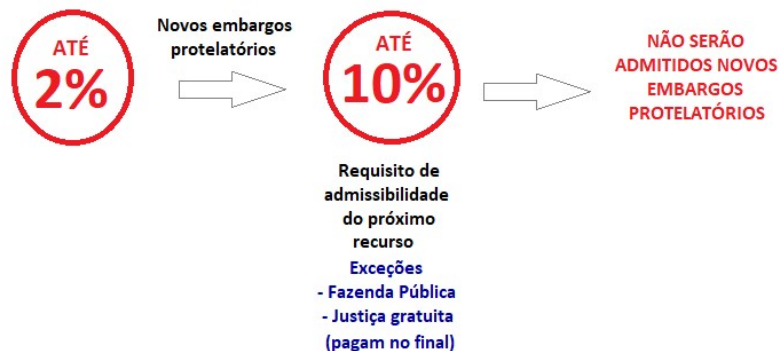 ATÉ
2%
Novos embargos
protelatórios
ATÉ
10%
Requisito de
admissibilidade
do próximo
recurso
Exceções
- Fazenda Pública
- Justiça gratuita
(pagam no final)
NÃO SERÃO
ADMITIDOS NOVOS
EMBARGOS
PROTELATÓRIOS